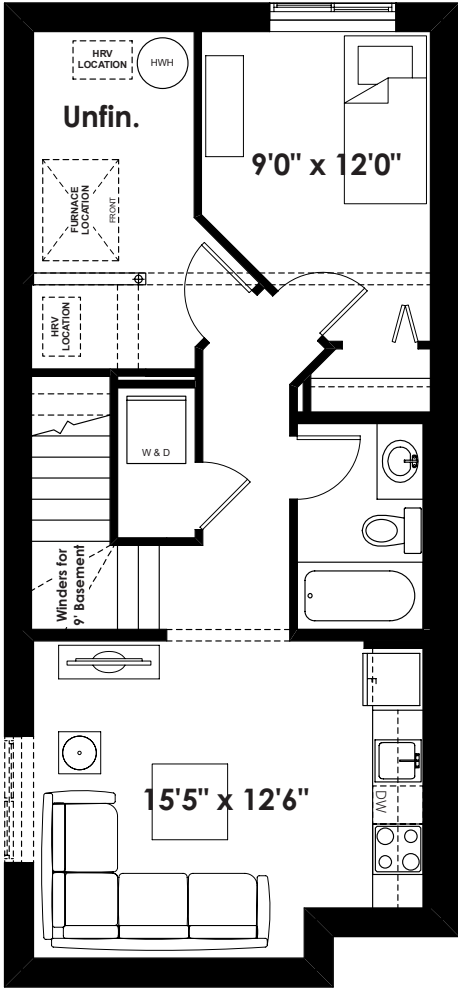 HRV
LOCATION
HWH
Unfin.
9'0" x 12'0"
FURNACE
LOCATION
FRONT
HRV
LOCATION
W & D
Winders for
9' Basement
15'5" x 12'6"
DW